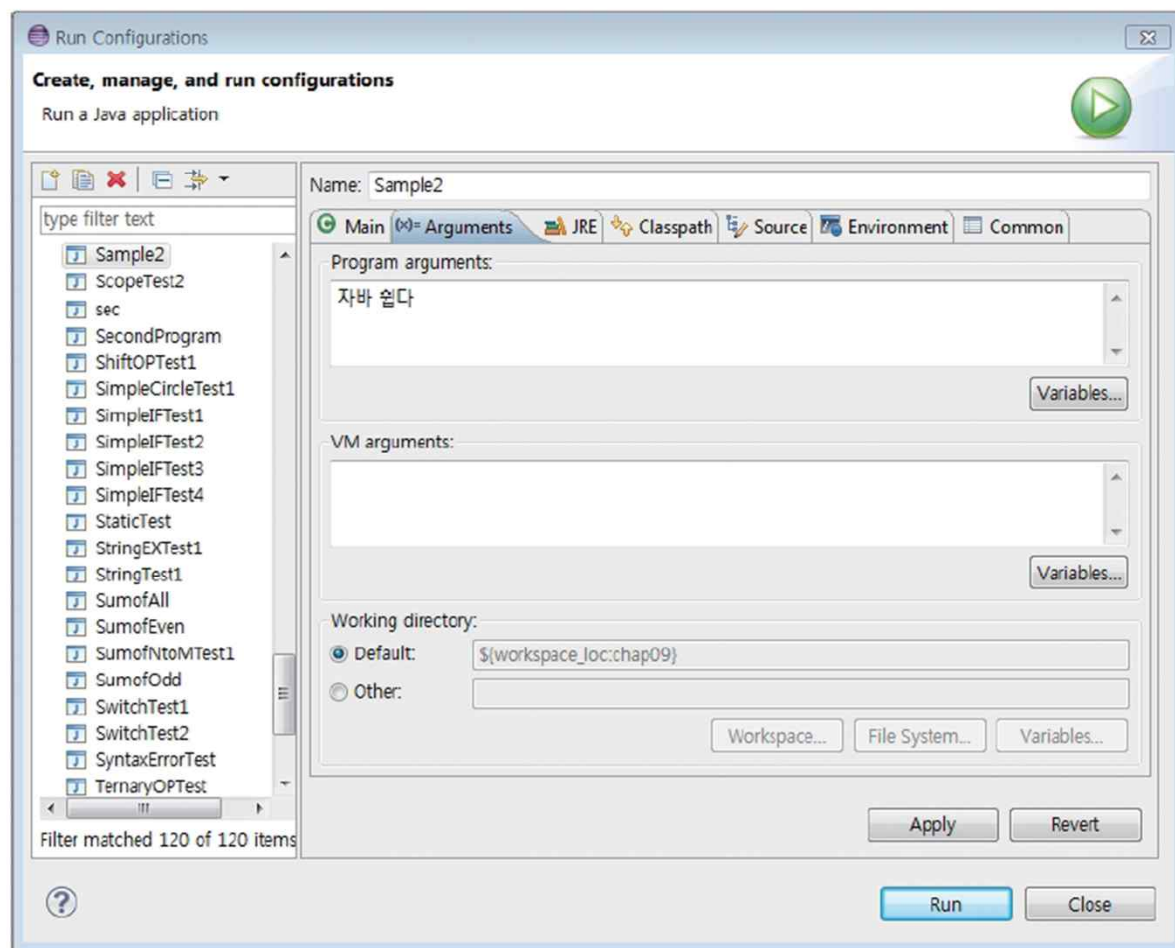 Run Configurations
Create, manage, and run configurations
Run a Java application
type filter text
Sample2
ScopeTest2
sec
SecondProgram
ShiftOPTest1
SimpleCircleTest1
SimpleIFTest1
SimpleIFTest2
SimpleIFTest3
SimpleIFTest4
StaticTest
StringEXTest1
StringTest1
SumofAll
SumofEven
SumofNtoMTest1
SumofOdd
SwitchTest1
SwitchTest2
SyntaxErrorTest
TernaryOPTest
Filter matched 120 of 120 items
Name: Sample2
Main (x)= Arguments JRE Classpath Source Environment Common
Program arguments:
자바 쉽다
Variables...
VM arguments:
Variables...
Working directory:
Default: ${workspace_loc:chap09}
Other:
Workspace... File System... Variables...
Apply Revert
Run Close